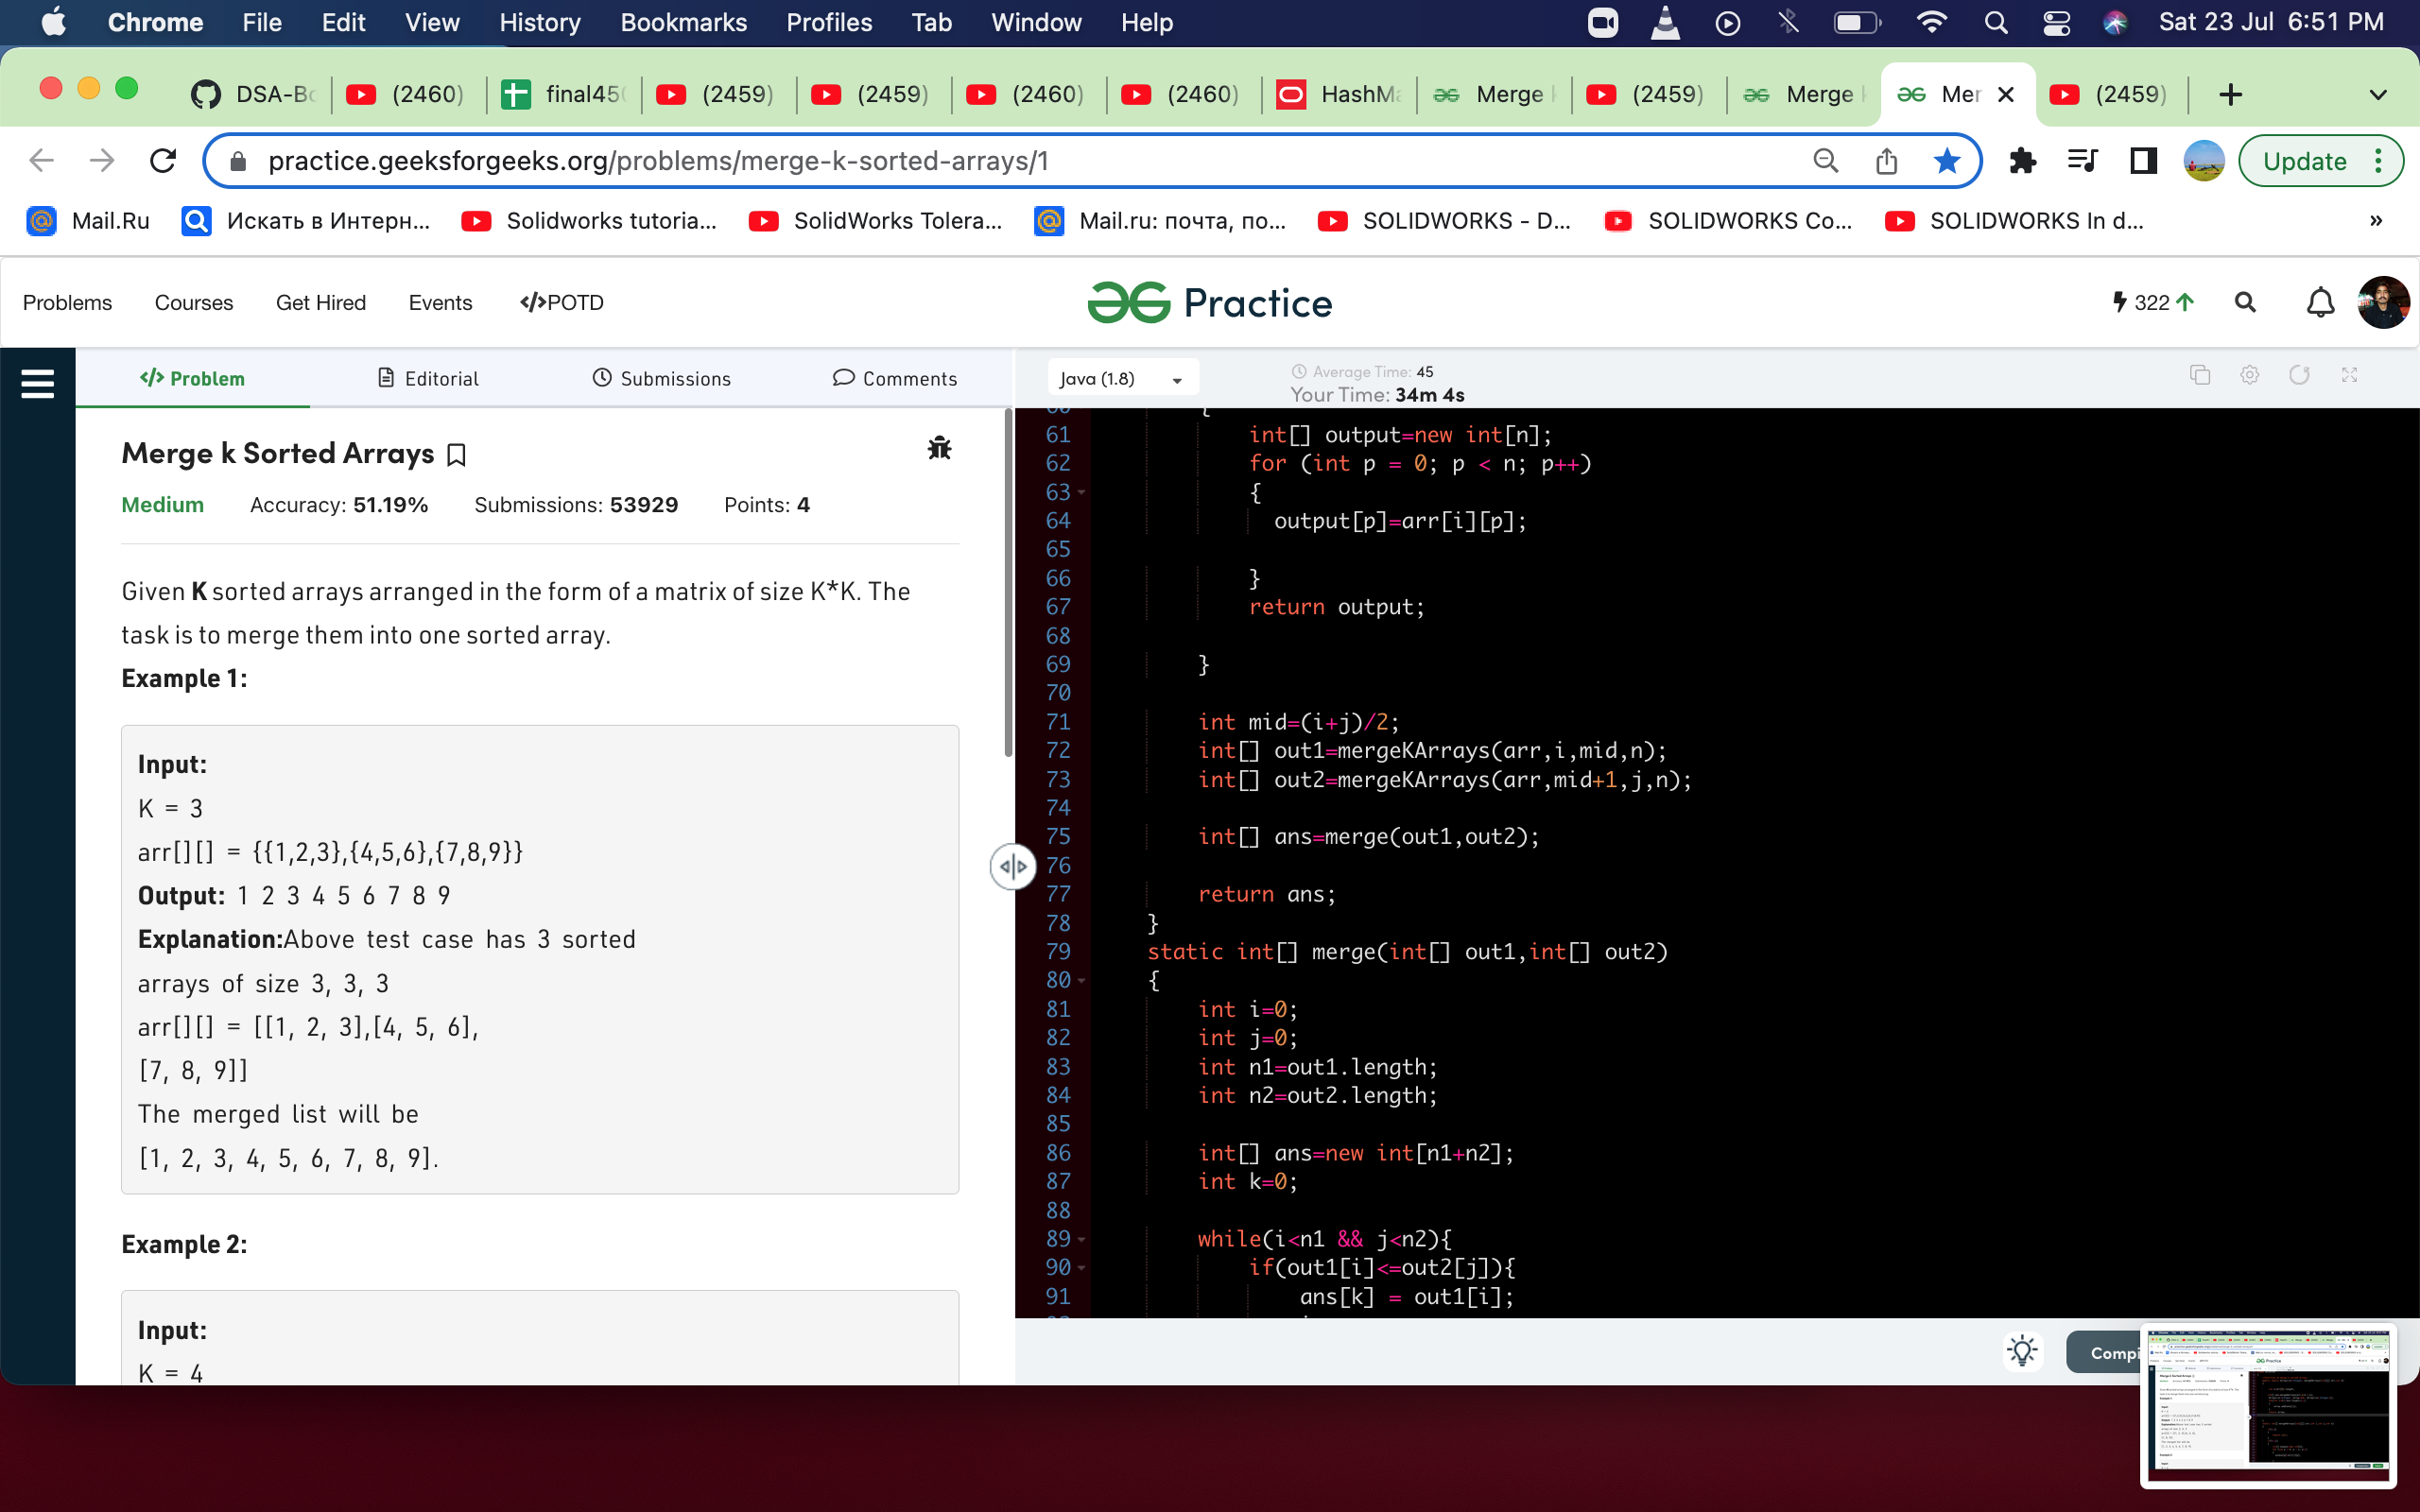 Chrome File Edit View History Bookmarks Profiles Tab Window Help Sat 23 Jul 6:51 PM
DSA-Bo (2460) final450 (2459) (2459) (2460) (2460) HashMa Merge k (2459) Merge k Mer (2459)
practice.geeksforgeeks.org/problems/merge-k-sorted-arrays/1 Update
Mail.Ru Искать в Интерн... Solidworks tutoria... SolidWorks Tolera... Mail.ru: почта, по... SOLIDWORKS - D... SOLIDWORKS Co... SOLIDWORKS In d... »
Problems Courses Get Hired Events </>POTD Practice 322
</> Problem Editorial Submissions Comments
Merge k Sorted Arrays
Medium Accuracy: 51.19% Submissions: 53929 Points: 4
Given K sorted arrays arranged in the form of a matrix of size K*K. The
task is to merge them into one sorted array.
Example 1:
Input:
K = 3
arr[][] = {{1,2,3},{4,5,6},{7,8,9}}
Output: 1 2 3 4 5 6 7 8 9
Explanation:Above test case has 3 sorted
arrays of size 3, 3, 3
arr[][] = [[1, 2, 3],[4, 5, 6],
[7, 8, 9]]
The merged list will be
[1, 2, 3, 4, 5, 6, 7, 8, 9].
Example 2:
Input:
K = 4
Java (1.8) Average Time: 45
Your Time: 34m 4s
61 int[] output=new int[n];
62 for (int p = 0; p < n; p++)
63 {
64 output[p]=arr[i][p];
65
66 }
67 return output;
68
69 }
70
71 int mid=(i+j)/2;
72 int[] out1=mergeKArrays(arr,i,mid,n);
73 int[] out2=mergeKArrays(arr,mid+1,j,n);
74
75 int[] ans=merge(out1,out2);
76
77 return ans;
78 }
79 static int[] merge(int[] out1,int[] out2)
80 {
81 int i=0;
82 int j=0;
83 int n1=out1.length;
84 int n2=out2.length;
85
86 int[] ans=new int[n1+n2];
87 int k=0;
88
89 while(i<n1 && j<n2){
90 if(out1[i]<=out2[j]){
91 ans[k] = out1[i];
Compi